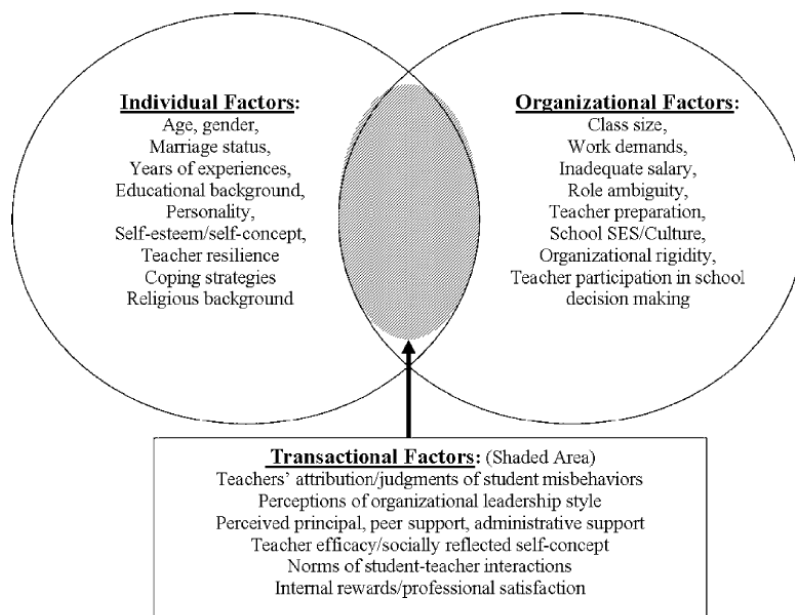 Individual Factors:
Age, gender,
Marriage status,
Years of experiences,
Educational background,
Personality,
Self-esteem/self-concept,
Teacher resilience
Coping strategies
Religious background
Organizational Factors:
Class size,
Work demands,
Inadequate salary,
Role ambiguity,
Teacher preparation,
School SES/Culture,
Organizational rigidity,
Teacher participation in school
decision making
Transactional Factors: (Shaded Area)
Teachers’ attribution/judgments of student misbehaviors
Perceptions of organizational leadership style
Perceived principal, peer support, administrative support
Teacher efficacy/socially reflected self-concept
Norms of student-teacher interactions
Internal rewards/professional satisfaction